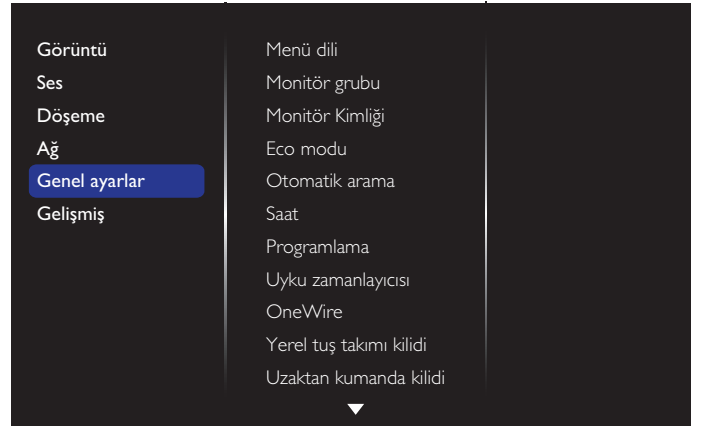 Görüntü
Ses
Döşeme
Ağ
Genel ayarlar
Gelişmiş
Menü dili
Monitör grubu
Monitör Kimliği
Eco modu
Otomatik arama
Saat
Programlama
Uyku zamanlayıcısı
OneWire
Yerel tuş takımı kilidi
Uzaktan kumanda kilidi